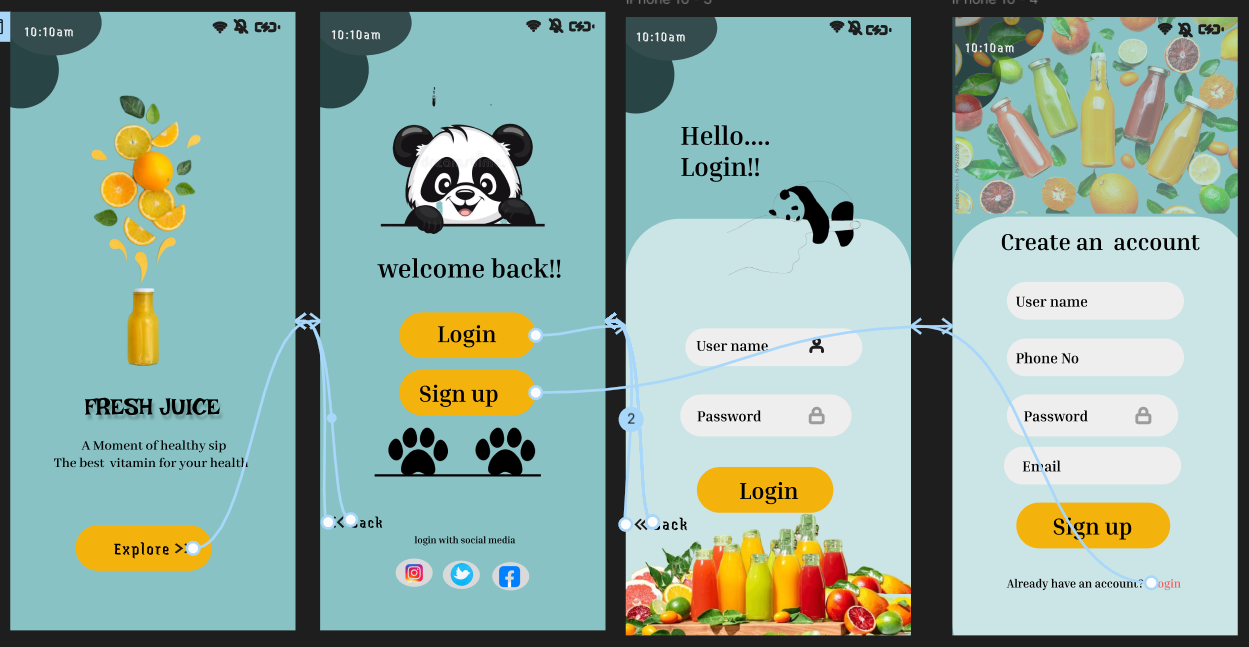 10:10am
FRESH JUICE
A Moment of healthy sip
The best vitamin for your health
Explore >>
10:10am
welcome back!!
Login
Sign up
Back
login with social media
iPhone 16 - 3
10:10am
Hello....
Login!!
User name
Password
Login
2
Back
iPhone 16 - 4
10:10am
Create an account
User name
Phone No
Password
Email
Sign up
Already have an account? Login